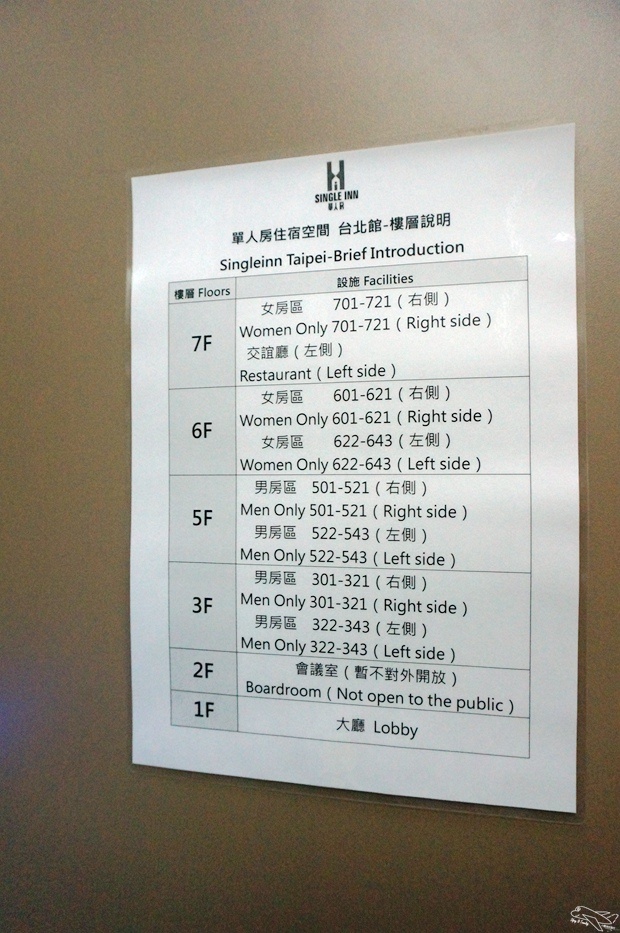 SINGLE INN
單人房住宿空間 台北館-樓層說明
Singleinn Taipei-Brief Introduction
樓層 Floors 設施 Facilities
7F
女房區 701-721 ( 右側 )
Women Only 701-721 ( Right side )
交誼廳 ( 左側 )
Restaurant ( Left side )
6F
女房區 601-621 ( 右側 )
Women Only 601-621 ( Right side )
女房區 622-643 ( 左側 )
Women Only 622-643 ( Left side )
5F
男房區 501-521 ( 右側 )
Men Only 501-521 ( Right side )
男房區 522-543 ( 左側 )
Men Only 522-543 ( Left side )
3F
男房區 301-321 ( 右側 )
Men Only 301-321 ( Right side )
男房區 322-343 ( 左側 )
Men Only 322-343 ( Left side )
2F
會議室 ( 暫不對外開放 )
Boardroom ( Not open to the public )
1F
大廳 Lobby